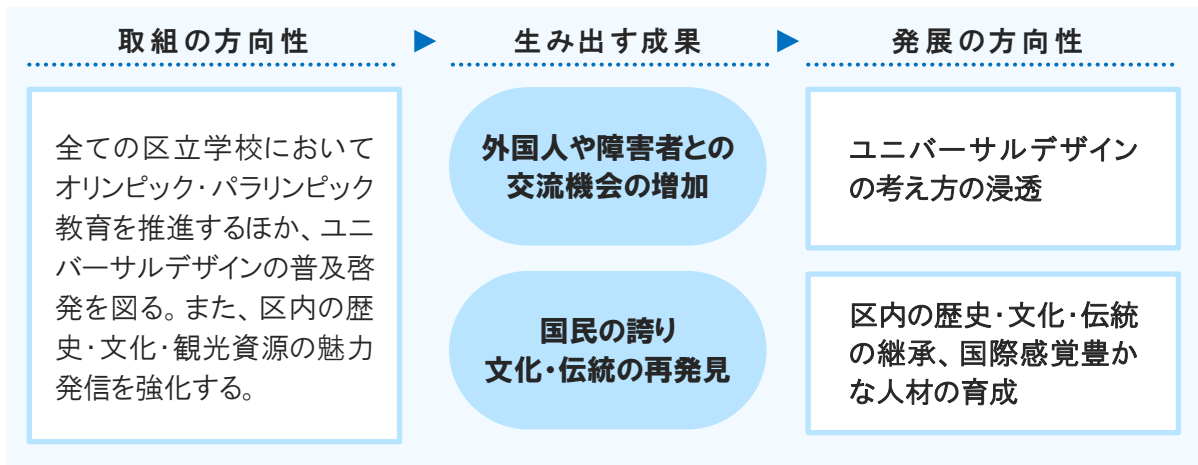 取組の方向性
全ての区立学校において
オリンピック・パラリンピック
教育を推進するほか、ユニ
バーサルデザインの普及啓
発を図る。また、区内の歴
史・文化・観光資源の魅力
発信を強化する。
生み出す成果
外国人や障害者との
交流機会の増加
国民の誇り
文化・伝統の再発見
発展の方向性
ユニバーサルデザイン
の考え方の浸透
区内の歴史・文化・伝統
の継承、国際感覚豊か
な人材の育成